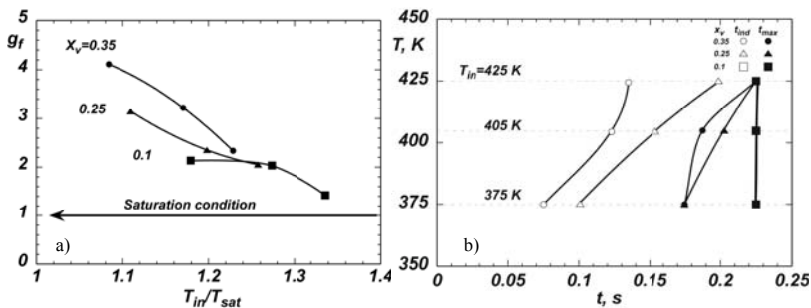 g_f
5
4
3
2
1
0
X_v=0.35
0.25
0.1
Saturation condition
a)
1
1.1
1.2
1.3
1.4
T_in/T_sat
T, K
450
425
400
375
350
x_v t_ind t_max
0.35
0.25
0.1
T_in=425 K
405 K
375 K
b)
0
0.05
0.1
0.15
0.2
0.25
t, s